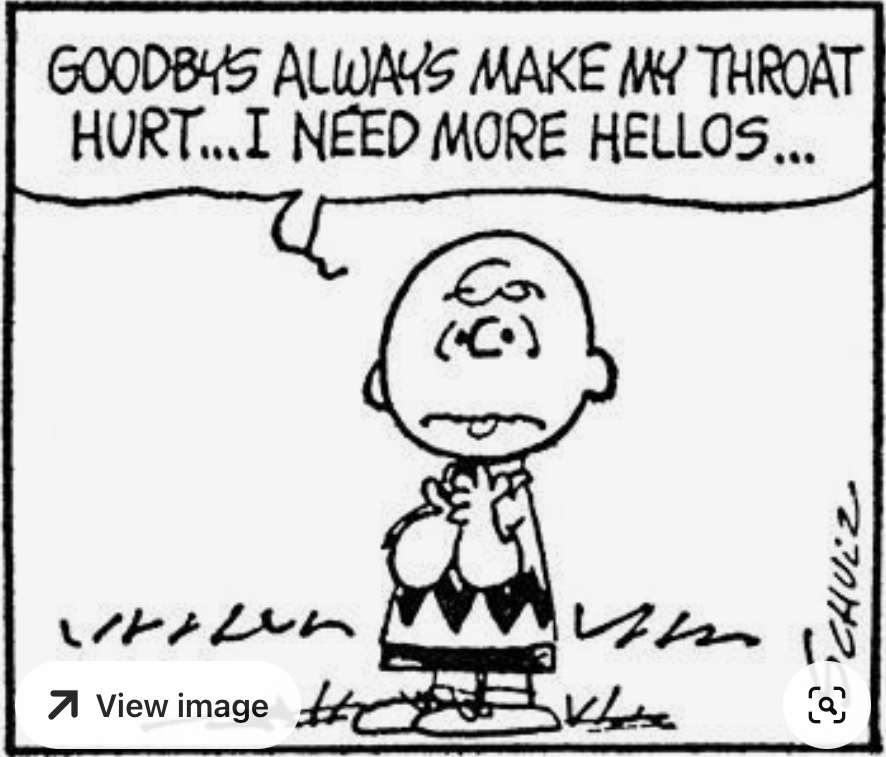 GOODBYS ALWAYS MAKE MY THROAT
HURT...I NEED MORE HELLOS...
SCHULZ
View image